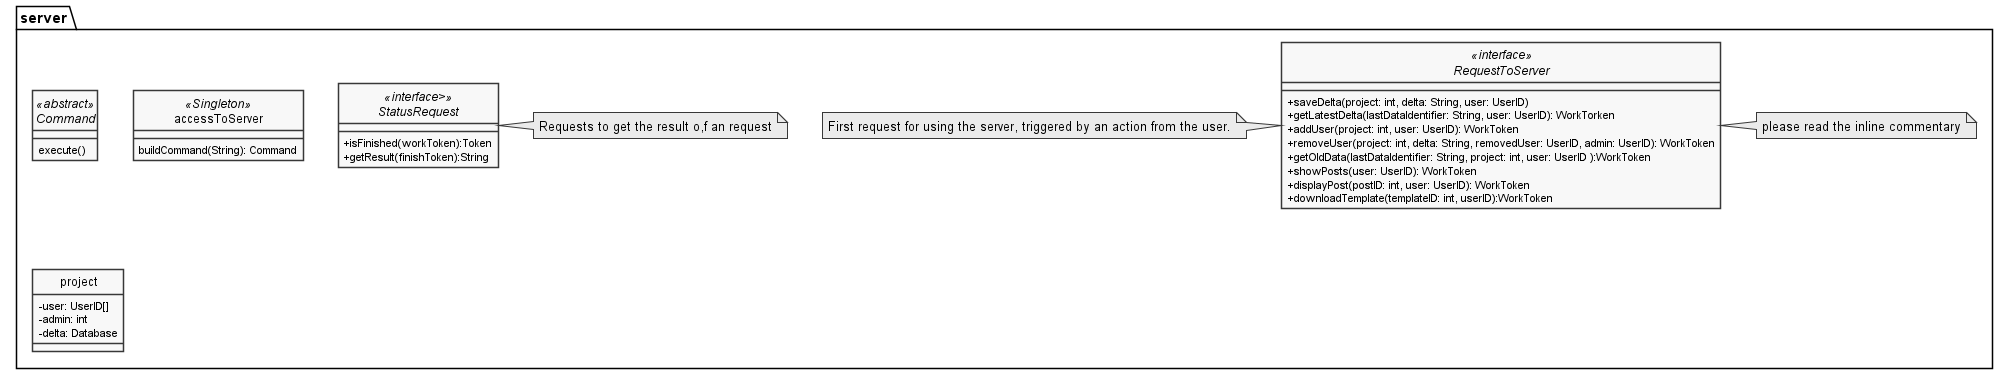 server
«abstract»
Command
execute()
«Singleton»
accessToServer
buildCommand(String): Command
«interface>»
StatusRequest
+isFinished(workToken):Token
+getResult(finishToken):String
Requests to get the result o,f an request
First request for using the server, triggered by an action from the user.
«interface»
RequestToServer
+saveDelta(project: int, delta: String, user: UserID)
+getLatestDelta(lastDataIdentifier: String, user: UserID): WorkTorken
+addUser(project: int, user: UserID): WorkToken
+removeUser(project: int, delta: String, removedUser: UserID, admin: UserID): WorkToken
+getOldData(lastDataIdentifier: String, project: int, user: UserID ):WorkToken
+showPosts(user: UserID): WorkToken
+displayPost(postID: int, user: UserID): WorkToken
+downloadTemplate(templateID: int, userID):WorkToken
please read the inline commentary
project
-user: UserID[]
-admin: int
-delta: Database